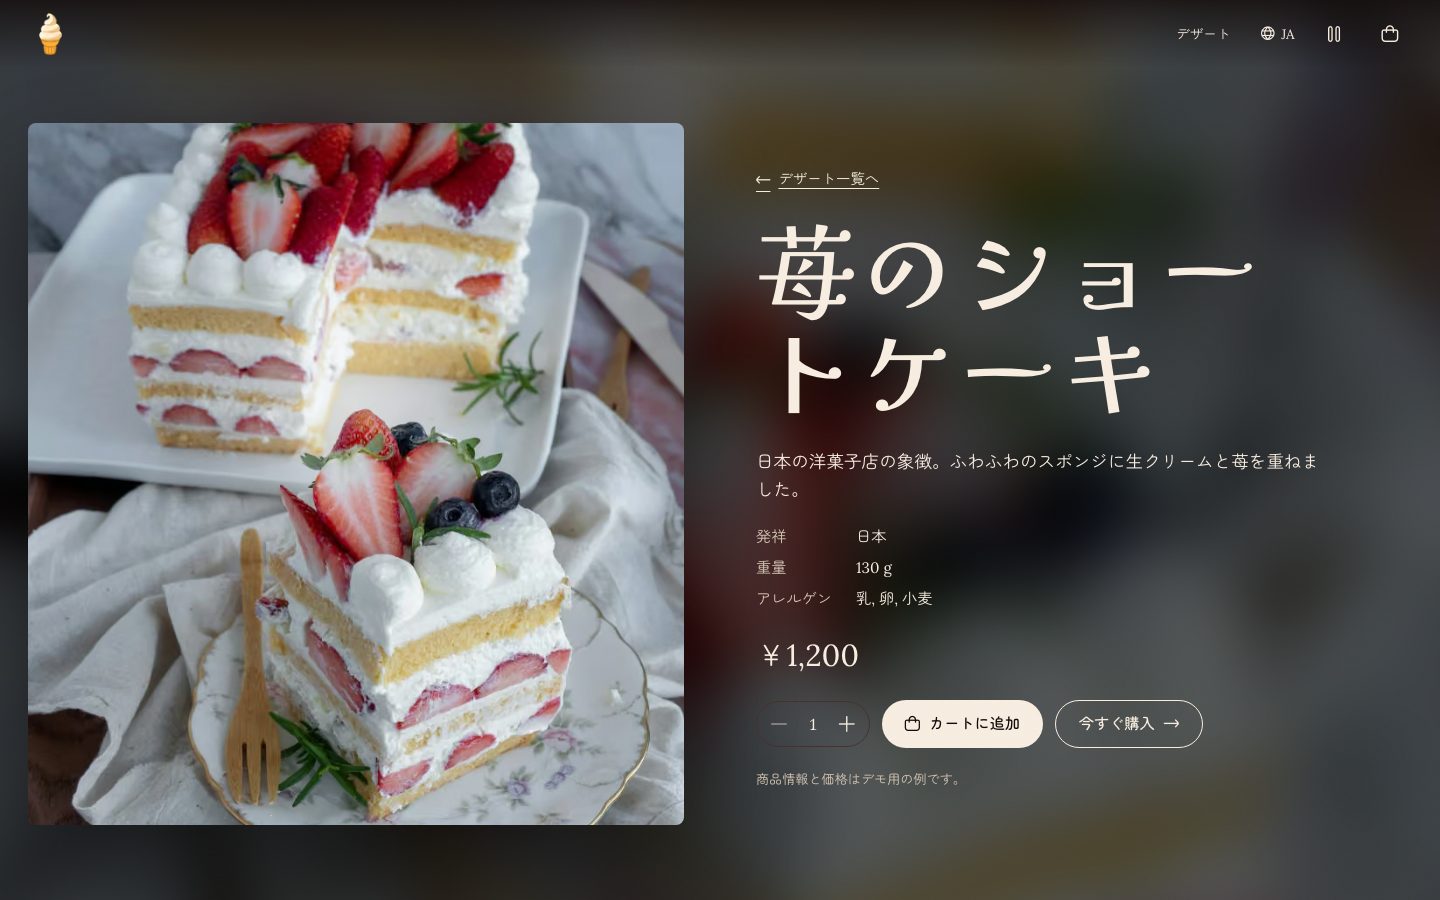 デザート
JA
デザート一覧へ
苺のショー
トケーキ
日本の洋菓子店の象徴。ふわふわのスポンジに生クリームと苺を重ねま
した。
発祥 日本
重量 130 g
アレルゲン 乳, 卵, 小麦
￥1,200
1
カートに追加
今すぐ購入
商品情報と価格はデモ用の例です。